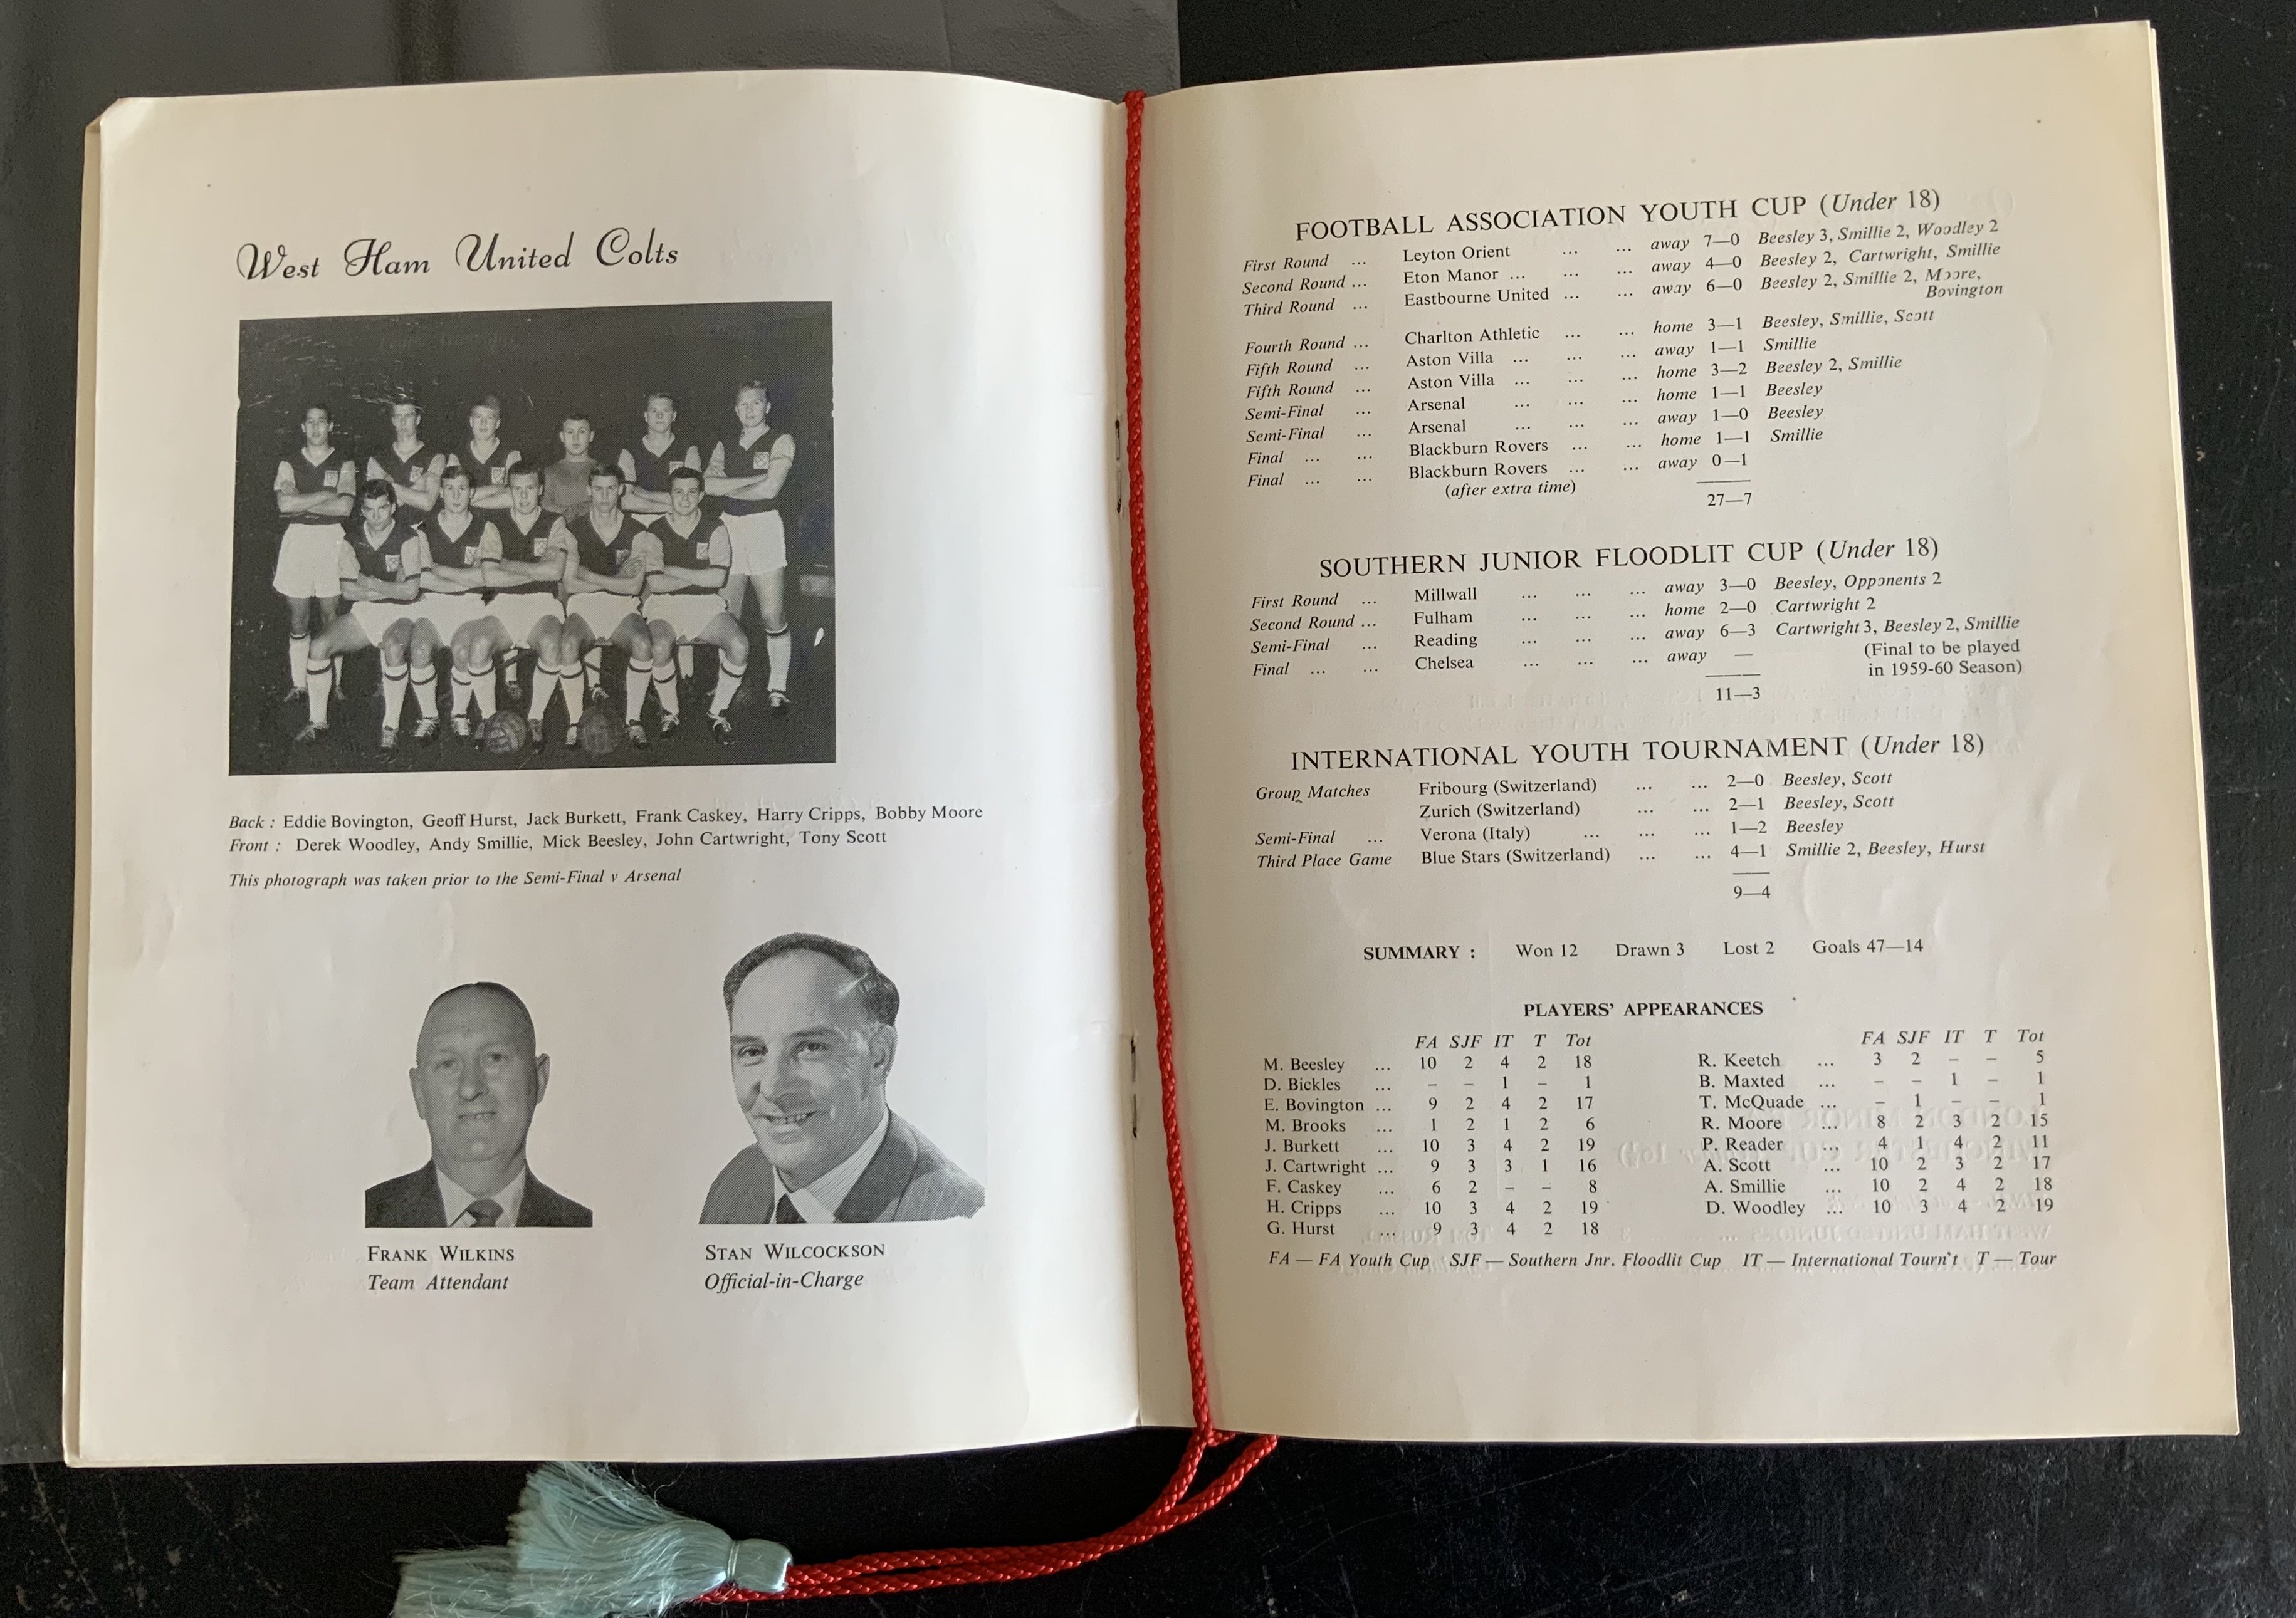 West Ham United Colts
Back : Eddie Bovington, Geoff Hurst, Jack Burkett, Frank Caskey, Harry Cripps, Bobby Moore
Front : Derek Woodley, Andy Smillie, Mick Beesley, John Cartwright, Tony Scott
This photograph was taken prior to the Semi-Final v Arsenal
FRANK WILKINS
Team Attendant
STAN WILCOCKSON
Official-in-Charge
FOOTBALL ASSOCIATION YOUTH CUP (Under 18)
First Round ... Leyton Orient ... ... away 7—0 Beesley 3, Smillie 2, Woodley 2
Second Round ... Eton Manor ... ... ... away 4—0 Beesley 2, Cartwright, Smillie
Third Round ... Eastbourne United ... ... away 6—0 Beesley 2, Smillie 2, Moore,
Bovington
Fourth Round ... Charlton Athletic ... ... home 3—1 Beesley, Smillie, Scott
Fifth Round ... Aston Villa ... ... ... away 1—1 Smillie
Fifth Round ... Aston Villa ... ... ... home 3—2 Beesley 2, Smillie
Semi-Final ... Arsenal ... ... ... home 1—1 Beesley
Semi-Final ... Arsenal ... ... ... away 1—0 Beesley
Final ... ... Blackburn Rovers ... ... home 1—1 Smillie
Final ... ... Blackburn Rovers ... ... away 0—1
(after extra time)
27—7
SOUTHERN JUNIOR FLOODLIT CUP (Under 18)
First Round ... Millwall ... ... ... away 3—0 Beesley, Opponents 2
Second Round ... Fulham ... ... ... home 2—0 Cartwright 2
Semi-Final ... Reading ... ... ... away 6—3 Cartwright 3, Beesley 2, Smillie
Final ... ... Chelsea ... ... ... away — (Final to be played
in 1959-60 Season)
11—3
INTERNATIONAL YOUTH TOURNAMENT (Under 18)
Group Matches Fribourg (Switzerland) ... ... 2—0 Beesley, Scott
Zurich (Switzerland) ... ... 2—1 Beesley, Scott
Semi-Final ... Verona (Italy) ... ... ... 1—2 Beesley
Third Place Game Blue Stars (Switzerland) ... ... 4—1 Smillie 2, Beesley, Hurst
9—4
SUMMARY : Won 12 Drawn 3 Lost 2 Goals 47—14
PLAYERS' APPEARANCES
FA SJF IT T Tot
M. Beesley ... 10 2 4 2 18
D. Bickles ... – – 1 – 1
E. Bovington ... 9 2 4 2 17
M. Brooks ... 1 2 1 2 6
J. Burkett ... 10 3 4 2 19
J. Cartwright ... 9 3 3 1 16
F. Caskey ... 6 2 – – 8
H. Cripps ... 10 3 4 2 19
G. Hurst ... 9 3 4 2 18
FA SJF IT T Tot
R. Keetch ... 3 2 – – 5
B. Maxted ... – – 1 – 1
T. McQuade ... – 1 – – 1
R. Moore ... 8 2 3 2 15
P. Reader ... 4 1 4 2 11
A. Scott ... 10 2 3 2 17
A. Smillie ... 10 2 4 2 18
D. Woodley ... 10 3 4 2 19
FA — FA Youth Cup SJF — Southern Jnr. Floodlit Cup IT — International Tourn't T — Tour